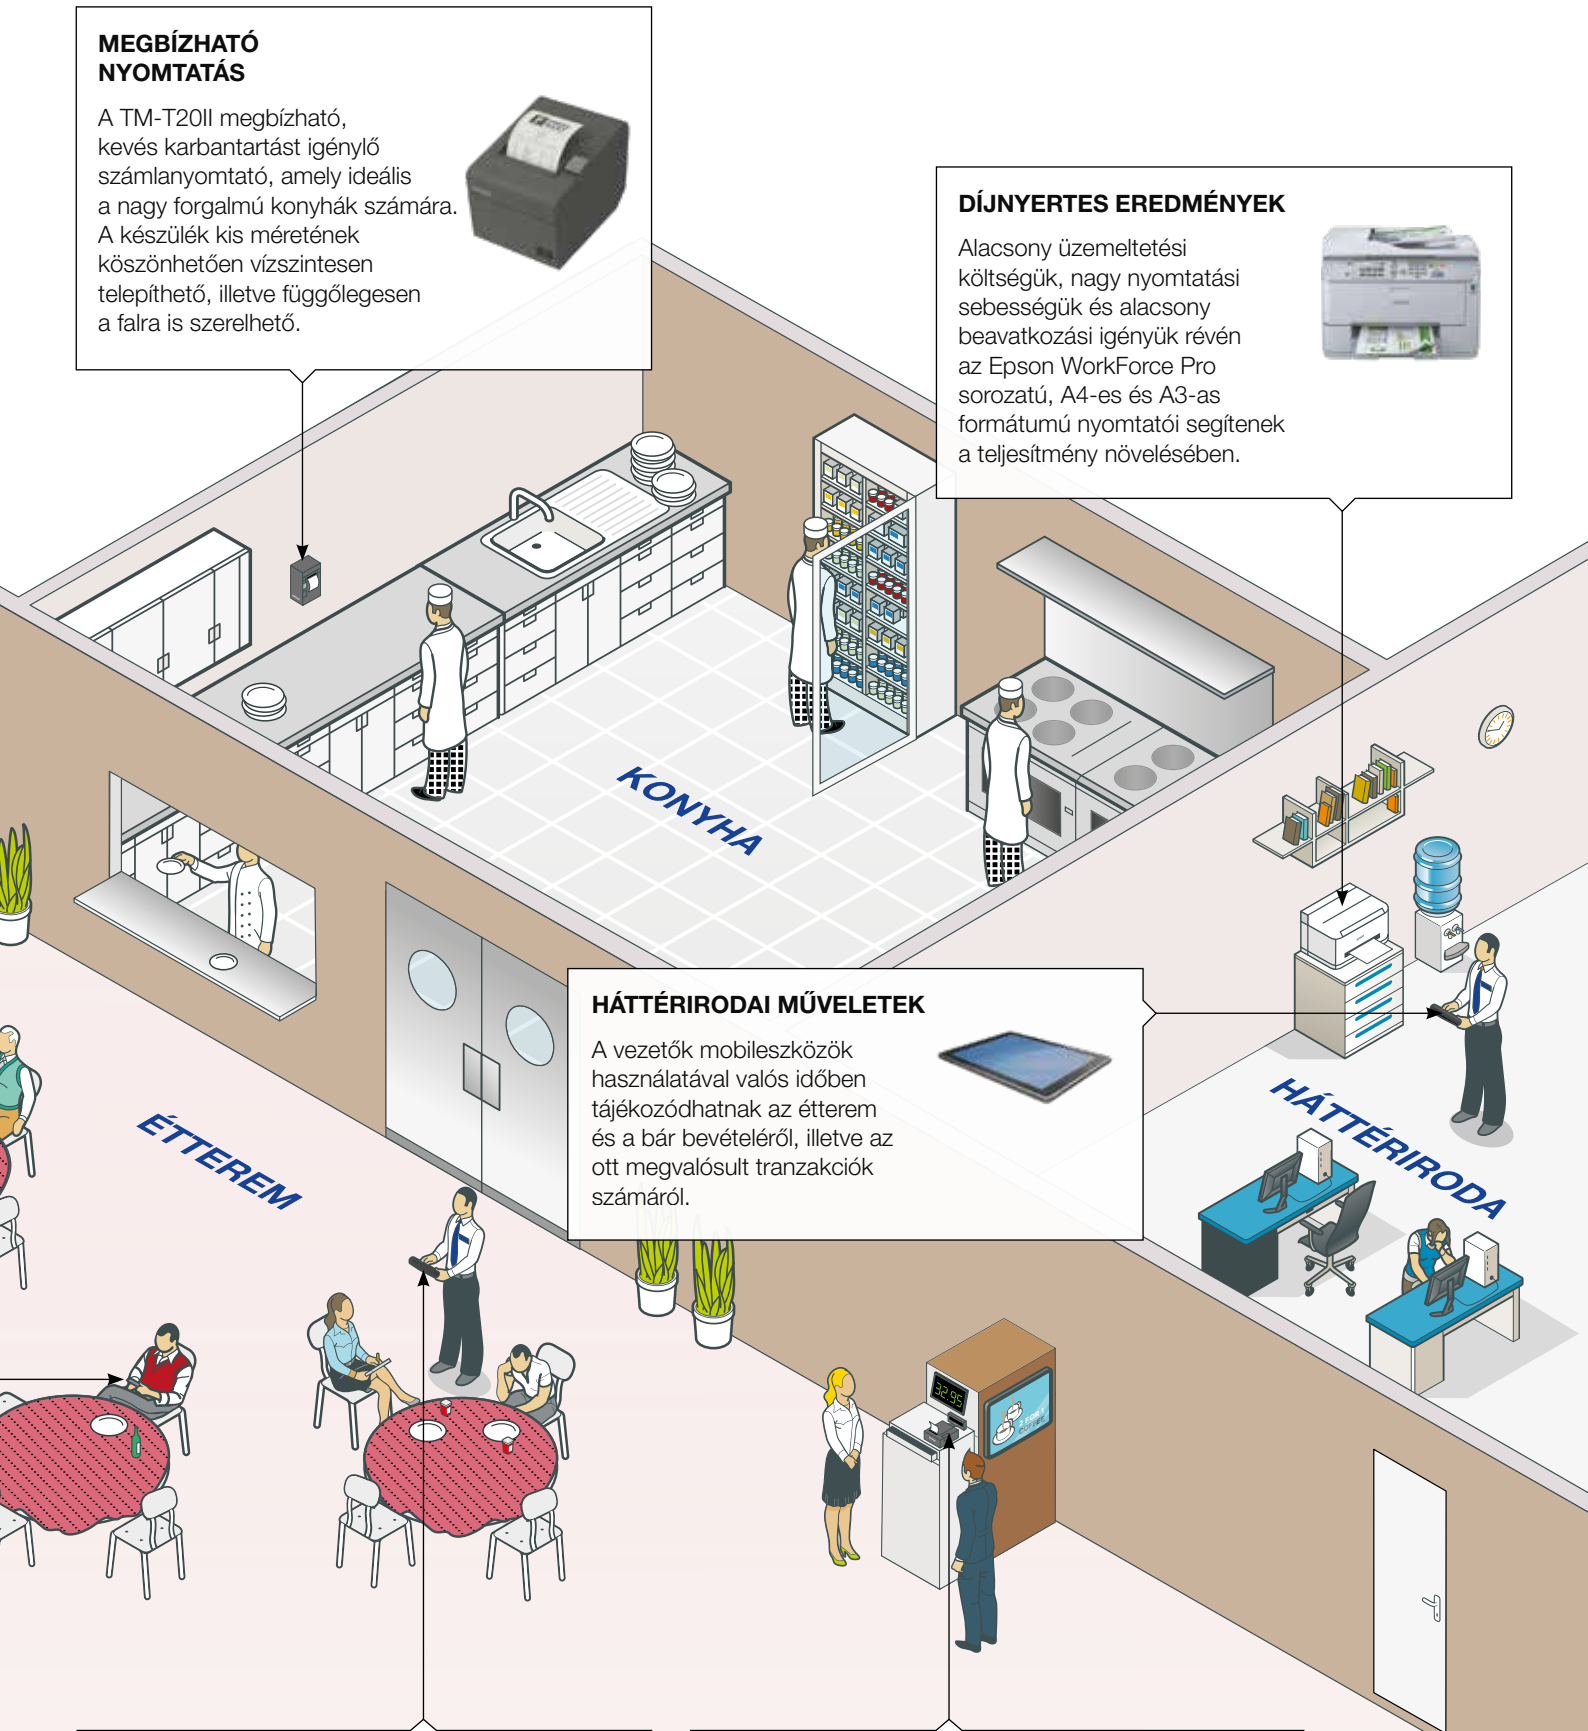 MEGBÍZHATÓ
NYOMTATÁS
A TM-T20II megbízható,
kevés karbantartást igénylő
számlanyomtató, amely ideális
a nagy forgalmú konyhák számára.
A készülék kis méretének
köszönhetően vízszintesen
telepíthető, illetve függőlegesen
a falra is szerelhető.
DÍJNYERTES EREDMÉNYEK
Alacsony üzemeltetési
költségük, nagy nyomtatási
sebességük és alacsony
beavatkozási igényük révén
az Epson WorkForce Pro
sorozatú, A4-es és A3-as
formátumú nyomtatói segítenek
a teljesítmény növelésében.
KONYHA
HÁTTÉRIRODAI MŰVELETEK
A vezetők mobileszközök
használatával valós időben
tájékozódhatnak az étterem
és a bár bevételéről, illetve az
ott megvalósult tranzakciók
számáról.
HÁTTÉRIRODA
ÉTTEREM
32.95
2 FOR 1
COFFEE